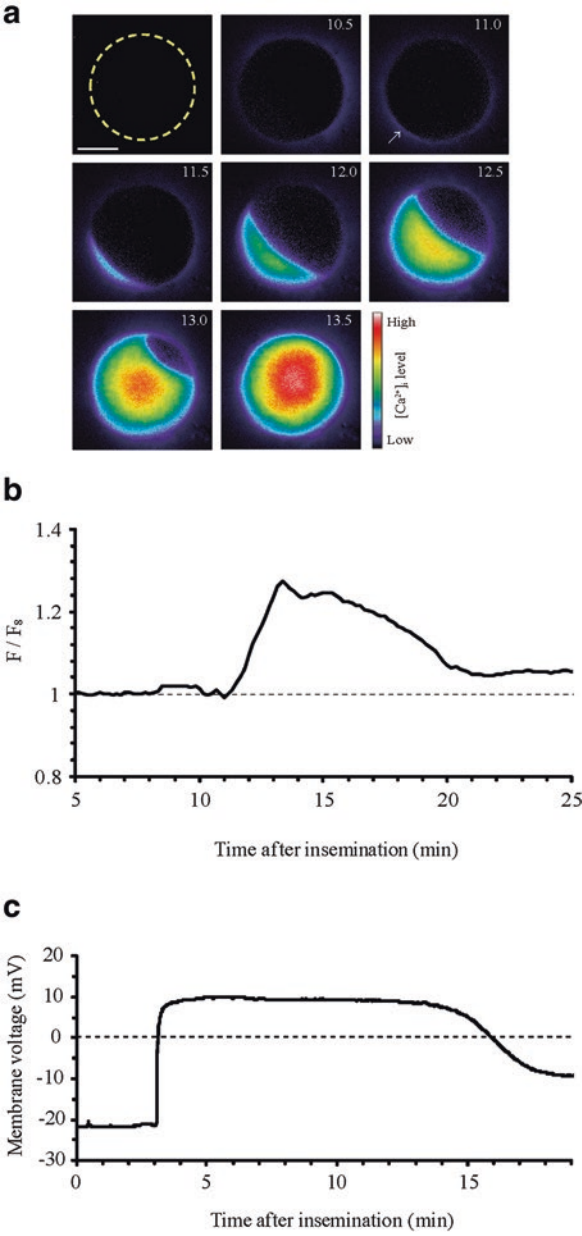 a
10.5
11.0
11.5
12.0
12.5
13.0
13.5
High
[Ca²⁺]i level
Low
b
1.4
1.2
1
0.8
F / F₈
5
10
15
20
25
Time after insemination (min)
c
20
10
0
-10
-20
-30
Membrane voltage (mV)
0
5
10
15
Time after insemination (min)